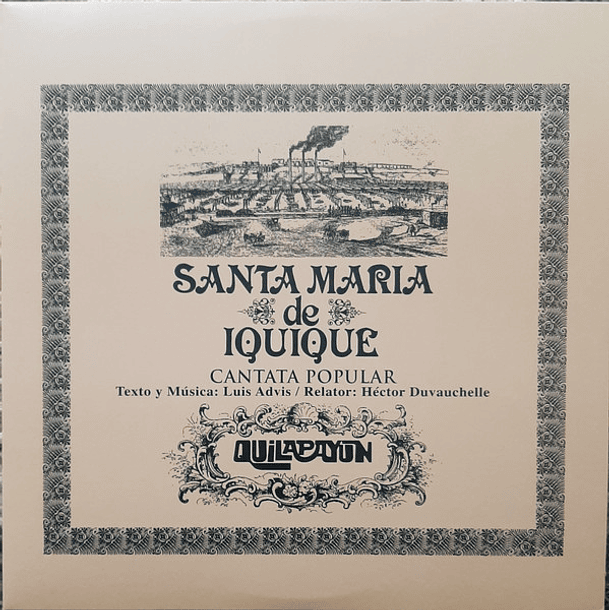 SANTA MARIA
de
IQUIQUE
CANTATA POPULAR
Texto y Música: Luis Advis / Relator: Héctor Duvauchelle
QUILAPAYUN